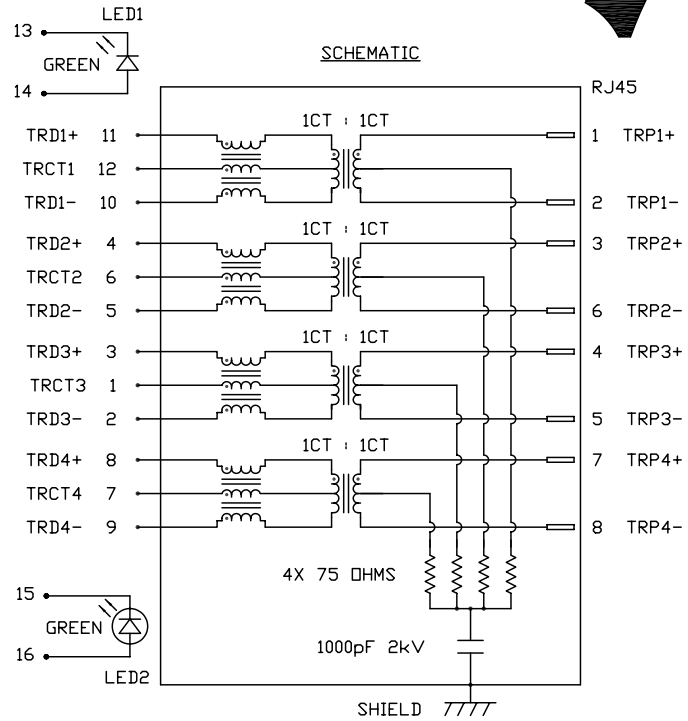 LED1
13
GREEN
14
SCHEMATIC
RJ45
1CT : 1CT
TRD1+ 11
1 TRP1+
TRCT1 12
TRD1- 10
2 TRP1-
1CT : 1CT
TRD2+ 4
3 TRP2+
TRCT2 6
TRD2- 5
6 TRP2-
1CT : 1CT
TRD3+ 3
4 TRP3+
TRCT3 1
TRD3- 2
5 TRP3-
1CT : 1CT
TRD4+ 8
7 TRP4+
TRCT4 7
TRD4- 9
8 TRP4-
4X 75 OHMS
15
GREEN
16
LED2
1000pF 2kV
SHIELD